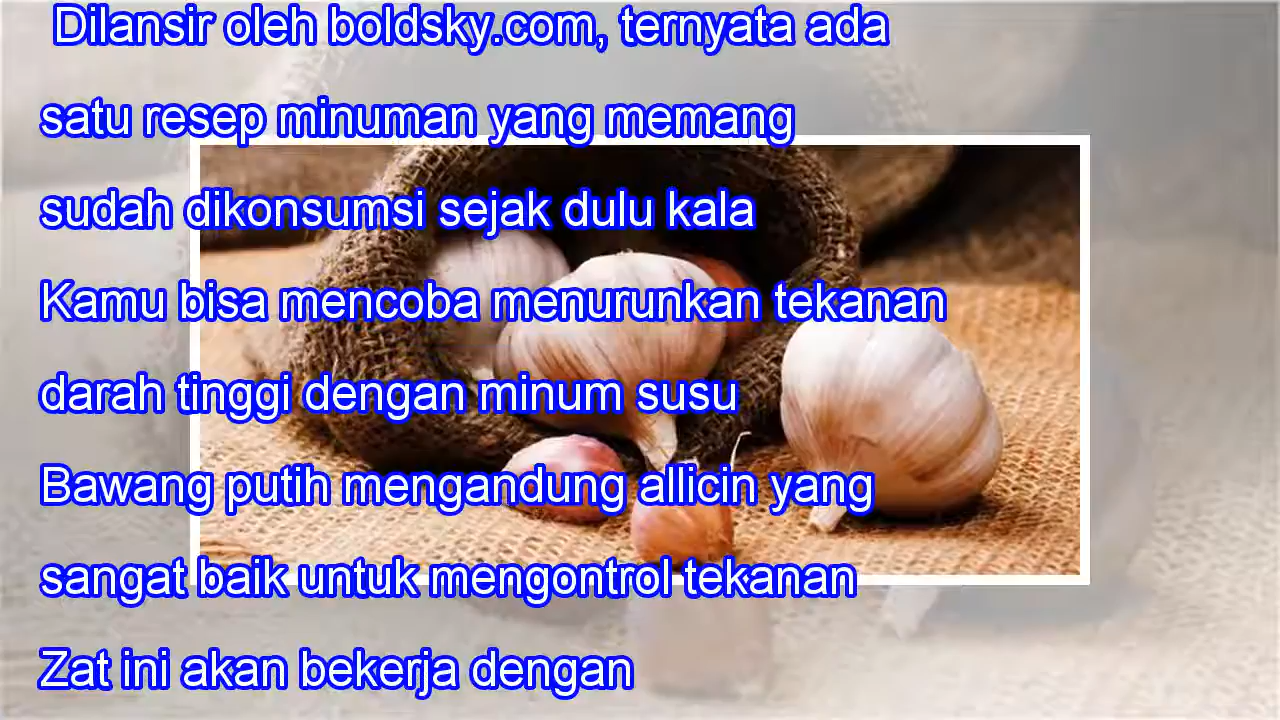 Dilansir oleh boldsky.com, ternyata ada
satu resep minuman yang memang
sudah dikonsumsi sejak dulu kala
Kamu bisa mencoba menurunkan tekanan
darah tinggi dengan minum susu
Bawang putih mengandung allicin yang
sangat baik untuk mengontrol tekanan
Zat ini akan bekerja dengan